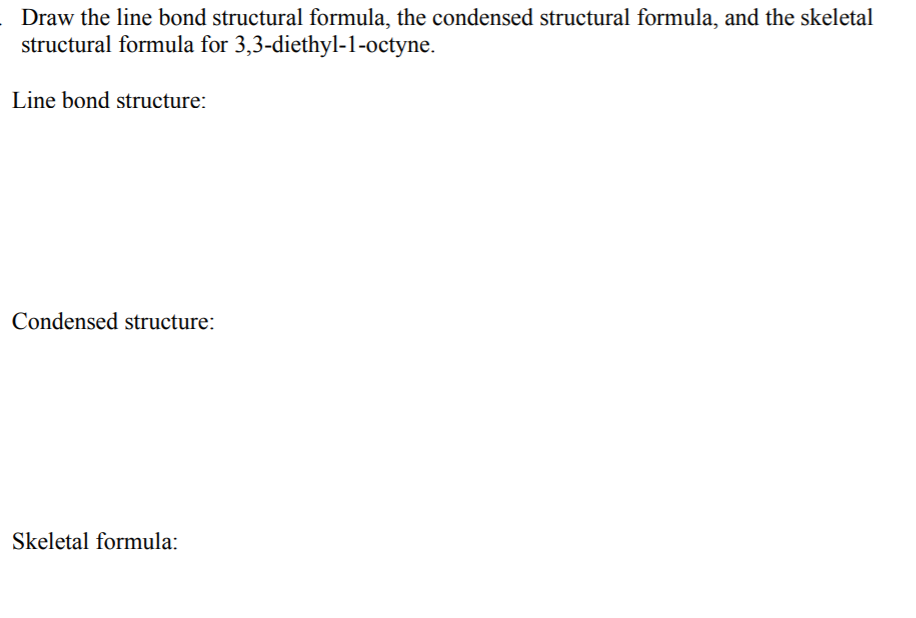 Draw the line bond structural formula, the condensed structural formula, and the skeletal
structural formula for 3,3-diethyl-1-octyne.
Line bond structure:
Condensed structure:
Skeletal formula: